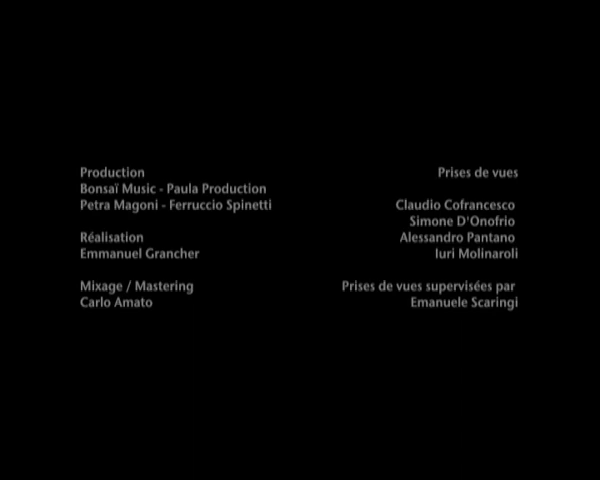 Production
Bonsaï Music - Paula Production
Petra Magoni - Ferruccio Spinetti
Réalisation
Emmanuel Grancher
Mixage / Mastering
Carlo Amato
Prises de vues
Claudio Cofrancesco
Simone D'Onofrio
Alessandro Pantano
Iuri Molinaroli
Prises de vues supervisées par
Emanuele Scaringi